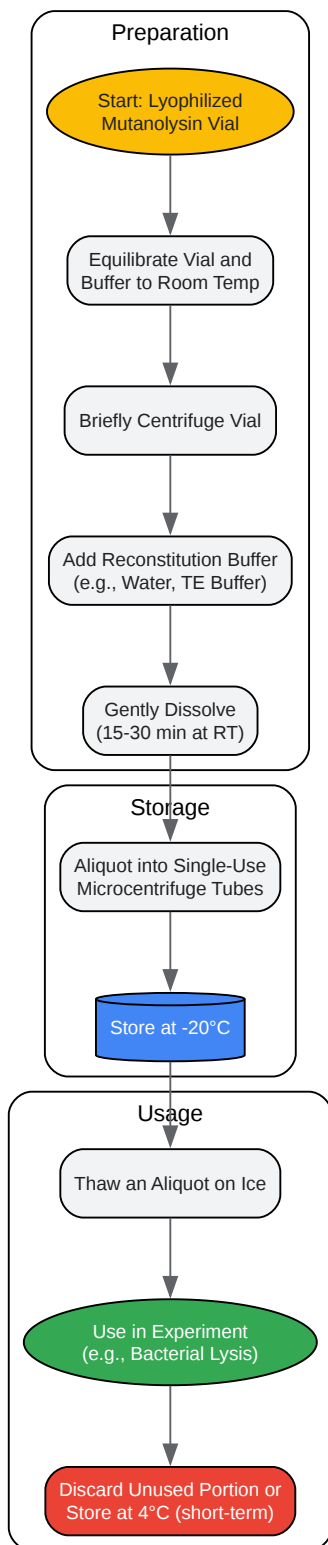 Preparation
Start: Lyophilized
Mutanolysin Vial
Equilibrate Vial and
Buffer to Room Temp
Briefly Centrifuge Vial
Add Reconstitution Buffer
(e.g., Water, TE Buffer)
Gently Dissolve
(15-30 min at RT)
Storage
Aliquot into Single-Use
Microcentrifuge Tubes
Store at -20°C
Usage
Thaw an Aliquot on Ice
Use in Experiment
(e.g., Bacterial Lysis)
Discard Unused Portion or
Store at 4°C (short-term)